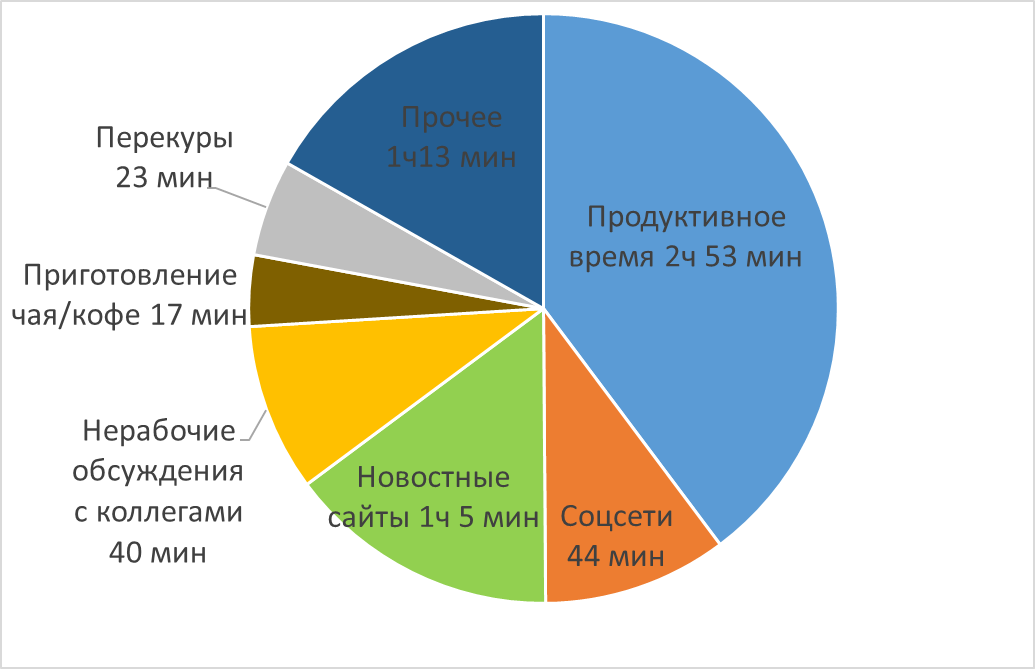 Прочее
1ч13 мин
Перекуры
23 мин
Продуктивное
время 2ч 53 мин
Приготовление
чая/кофе 17 мин
Нерабочие
обсуждения
с коллегами
40 мин
Новостные
сайты 1ч 5 мин
Соцсети
44 мин